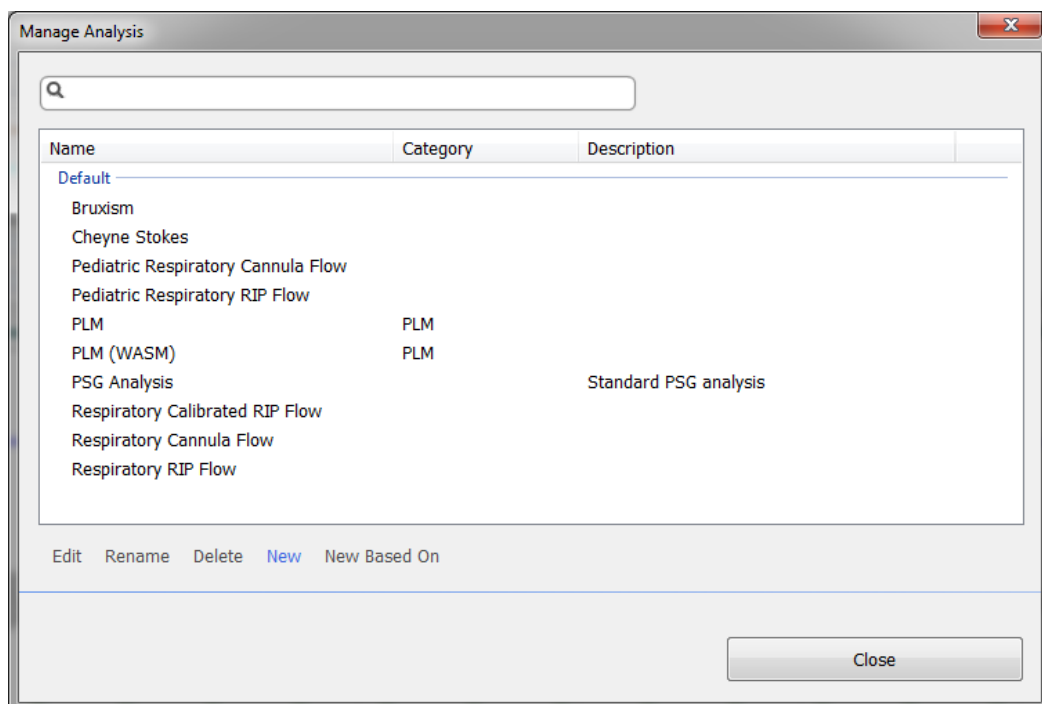 Manage Analysis
Name Category Description
Default
Bruxism
Cheyne Stokes
Pediatric Respiratory Cannula Flow
Pediatric Respiratory RIP Flow
PLM PLM
PLM (WASM) PLM
PSG Analysis Standard PSG analysis
Respiratory Calibrated RIP Flow
Respiratory Cannula Flow
Respiratory RIP Flow
Edit Rename Delete New New Based On
Close